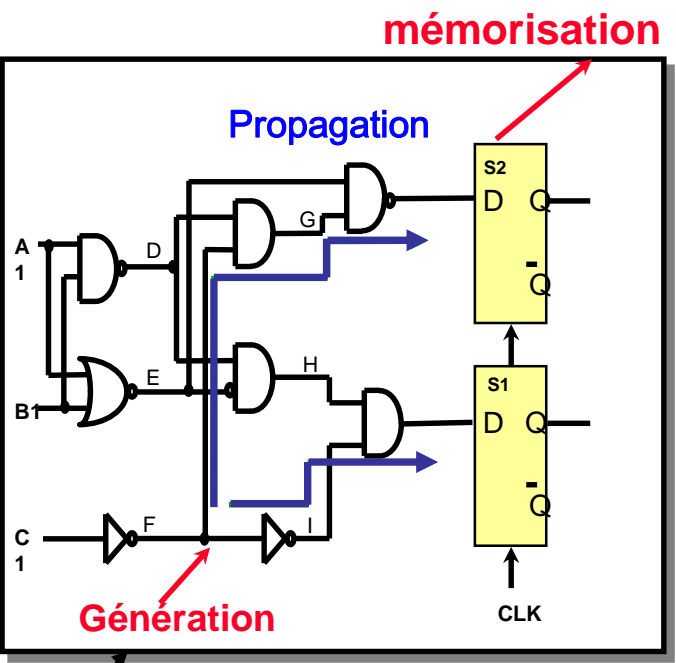 mémorisation
Propagation
S2
D Q
Q
G
A
1
D
H
E
B1
S1
D Q
Q
C
1
F
I
Génération
CLK